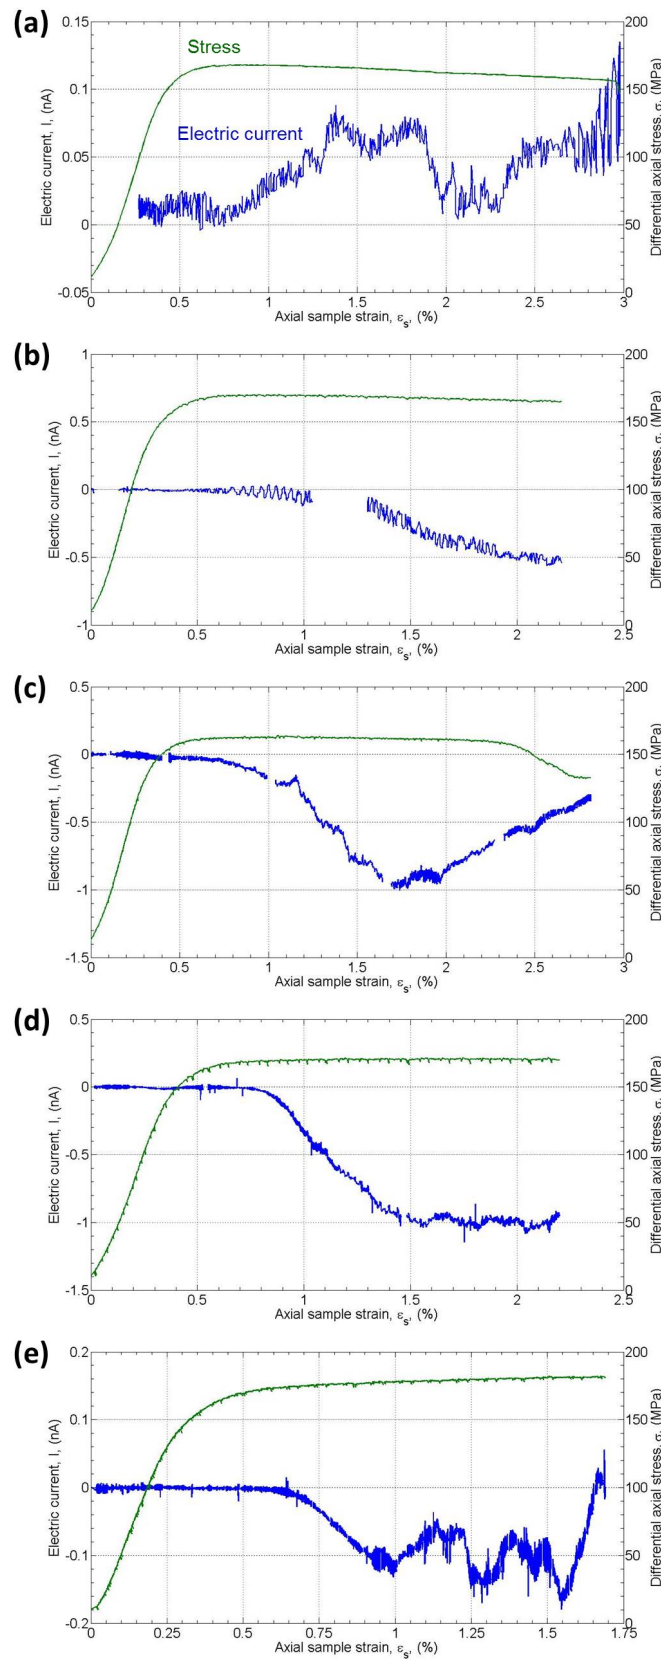 (a)
0.15
0.1
0.05
0
-0.05
Electric current, I, (nA)
Stress
Electric current
200
150
100
50
0
Differential axial stress, σ, (MPa)
0 0.5 1 1.5 2 2.5 3
Axial sample strain, εs, (%)
(b)
1
0.5
0
-0.5
-1
Electric current, I, (nA)
200
150
100
50
0
Differential axial stress, σ, (MPa)
0 0.5 1 1.5 2 2.5
Axial sample strain, εs, (%)
(c)
0.5
0
-0.5
-1
-1.5
Electric current, I, (nA)
200
150
100
50
0
Differential axial stress, σ, (MPa)
0 0.5 1 1.5 2 2.5 3
Axial sample strain, εs, (%)
(d)
0.5
0
-0.5
-1
-1.5
Electric current, I, (nA)
200
150
100
50
0
Differential axial stress, σ, (MPa)
0 0.5 1 1.5 2 2.5
Axial sample strain, εs, (%)
(e)
0.2
0.1
0
-0.1
-0.2
Electric current, I, (nA)
200
150
100
50
0
Differential axial stress, σ, (MPa)
0 0.25 0.5 0.75 1 1.25 1.5 1.75
Axial sample strain, εs, (%)